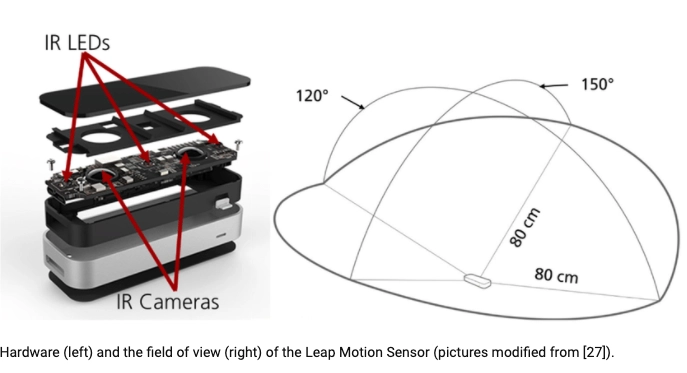 IR LEDs
IR Cameras
120°
150°
80 cm
80 cm
Hardware (left) and the field of view (right) of the Leap Motion Sensor (pictures modified from [27]).